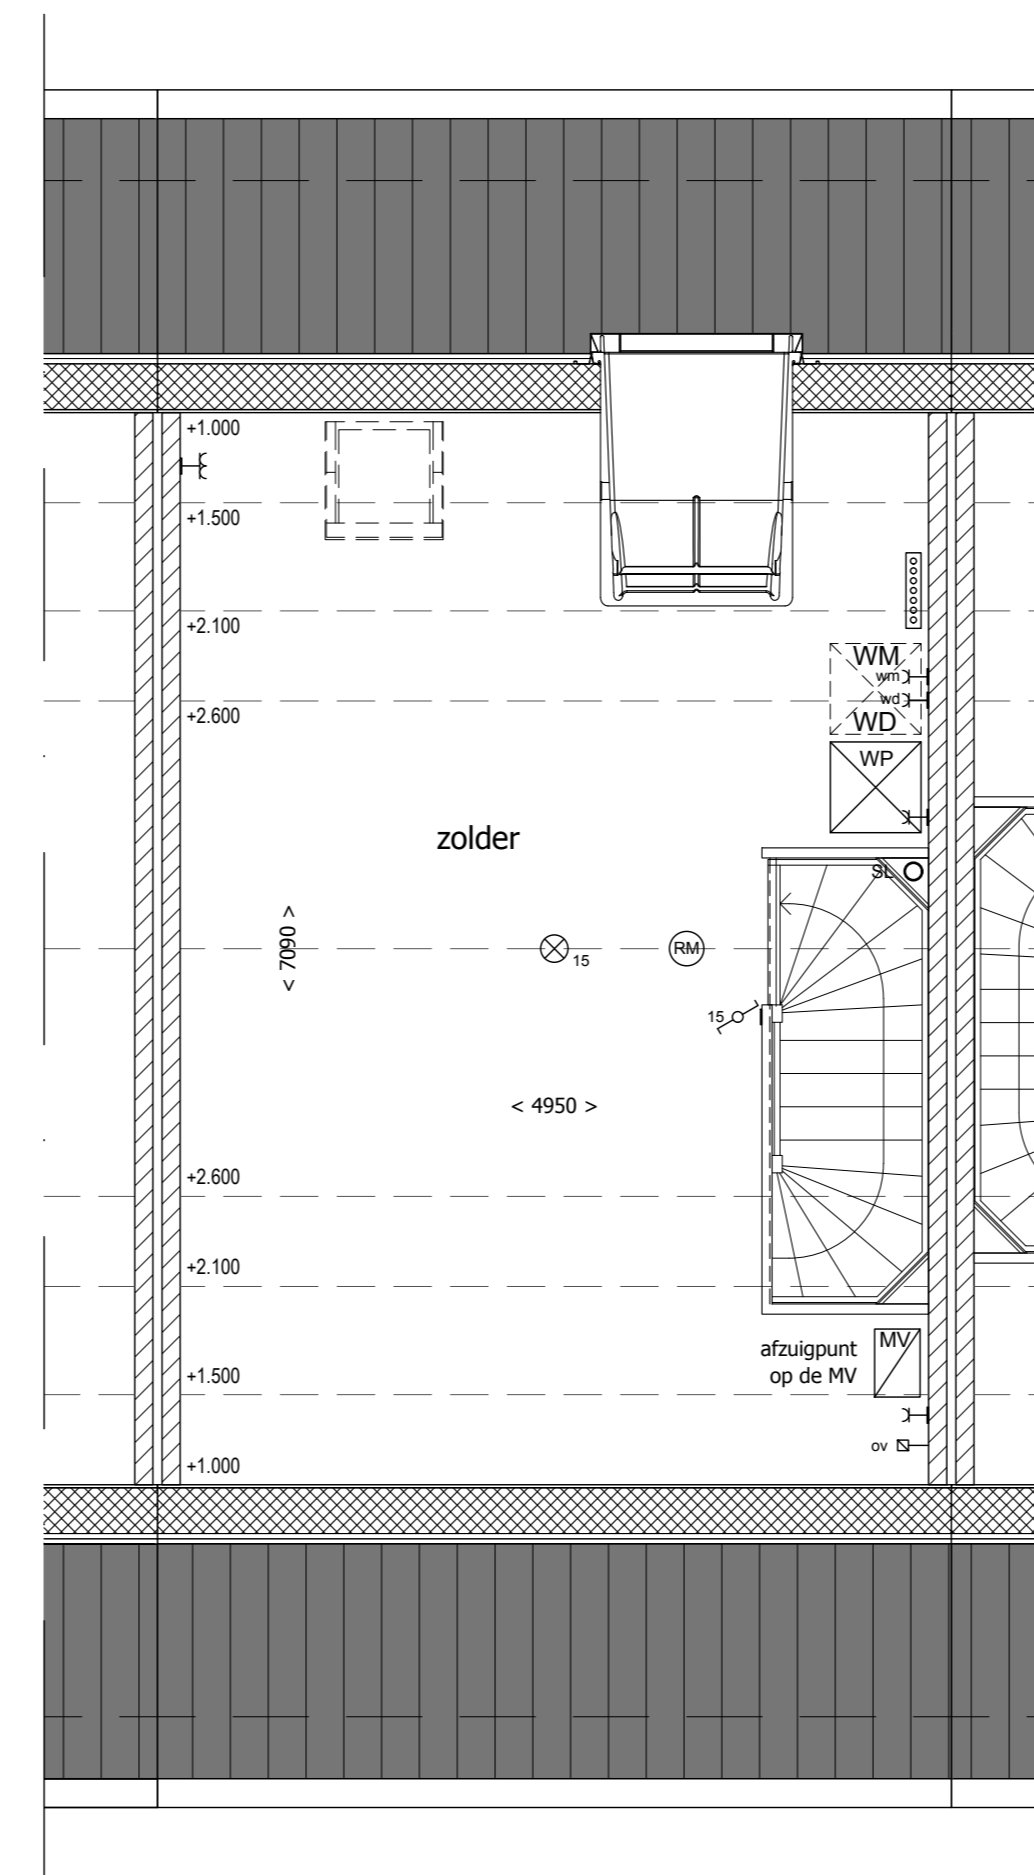 +1.000
+1.500
+2.100
+2.600
WM
wm
wd
WD
WP
zolder
SL
< 7090 >
15
RM
15
< 4950 >
+2.600
+2.100
MV
afzuigpunt
op de MV
+1.500
ov
+1.000